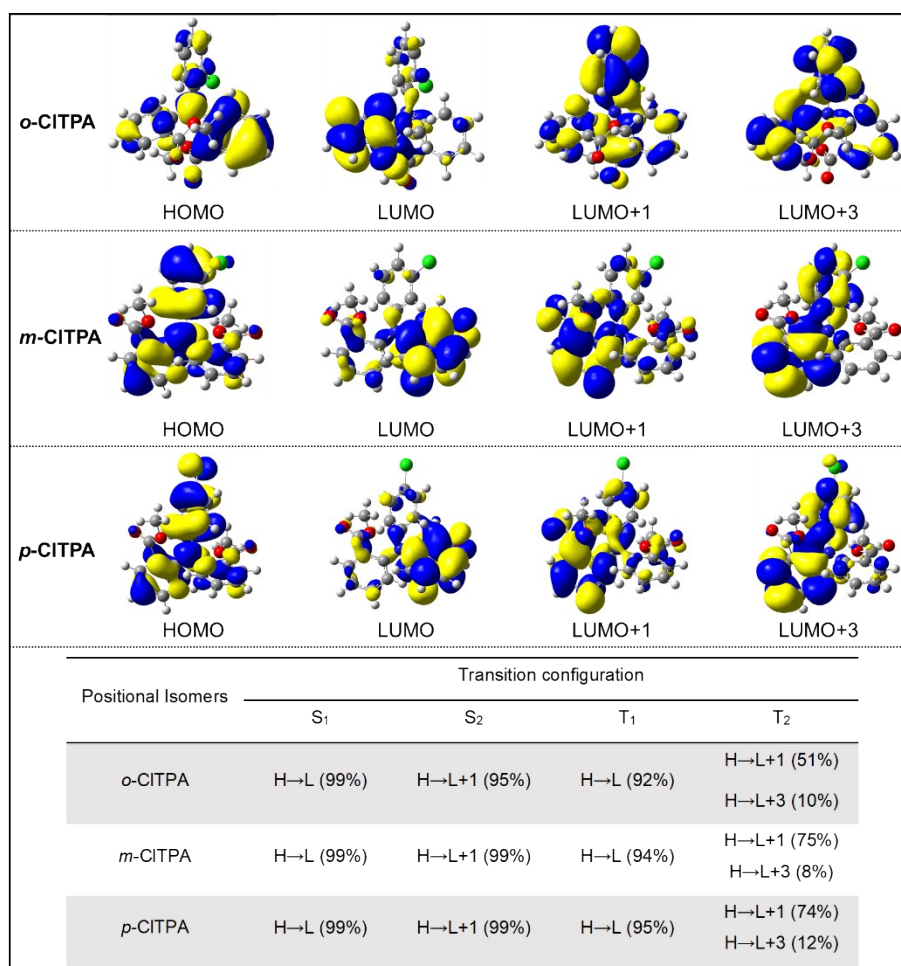 o-ClTPA
HOMO LUMO LUMO+1 LUMO+3
m-ClTPA
HOMO LUMO LUMO+1 LUMO+3
p-ClTPA
HOMO LUMO LUMO+1 LUMO+3
Positional Isomers
Transition configuration
S₁ S₂ T₁ T₂
o-ClTPA H→L (99%) H→L+1 (95%) H→L (92%) H→L+1 (51%)
H→L+3 (10%)
m-ClTPA H→L (99%) H→L+1 (99%) H→L (94%) H→L+1 (75%)
H→L+3 (8%)
p-ClTPA H→L (99%) H→L+1 (99%) H→L (95%) H→L+1 (74%)
H→L+3 (12%)